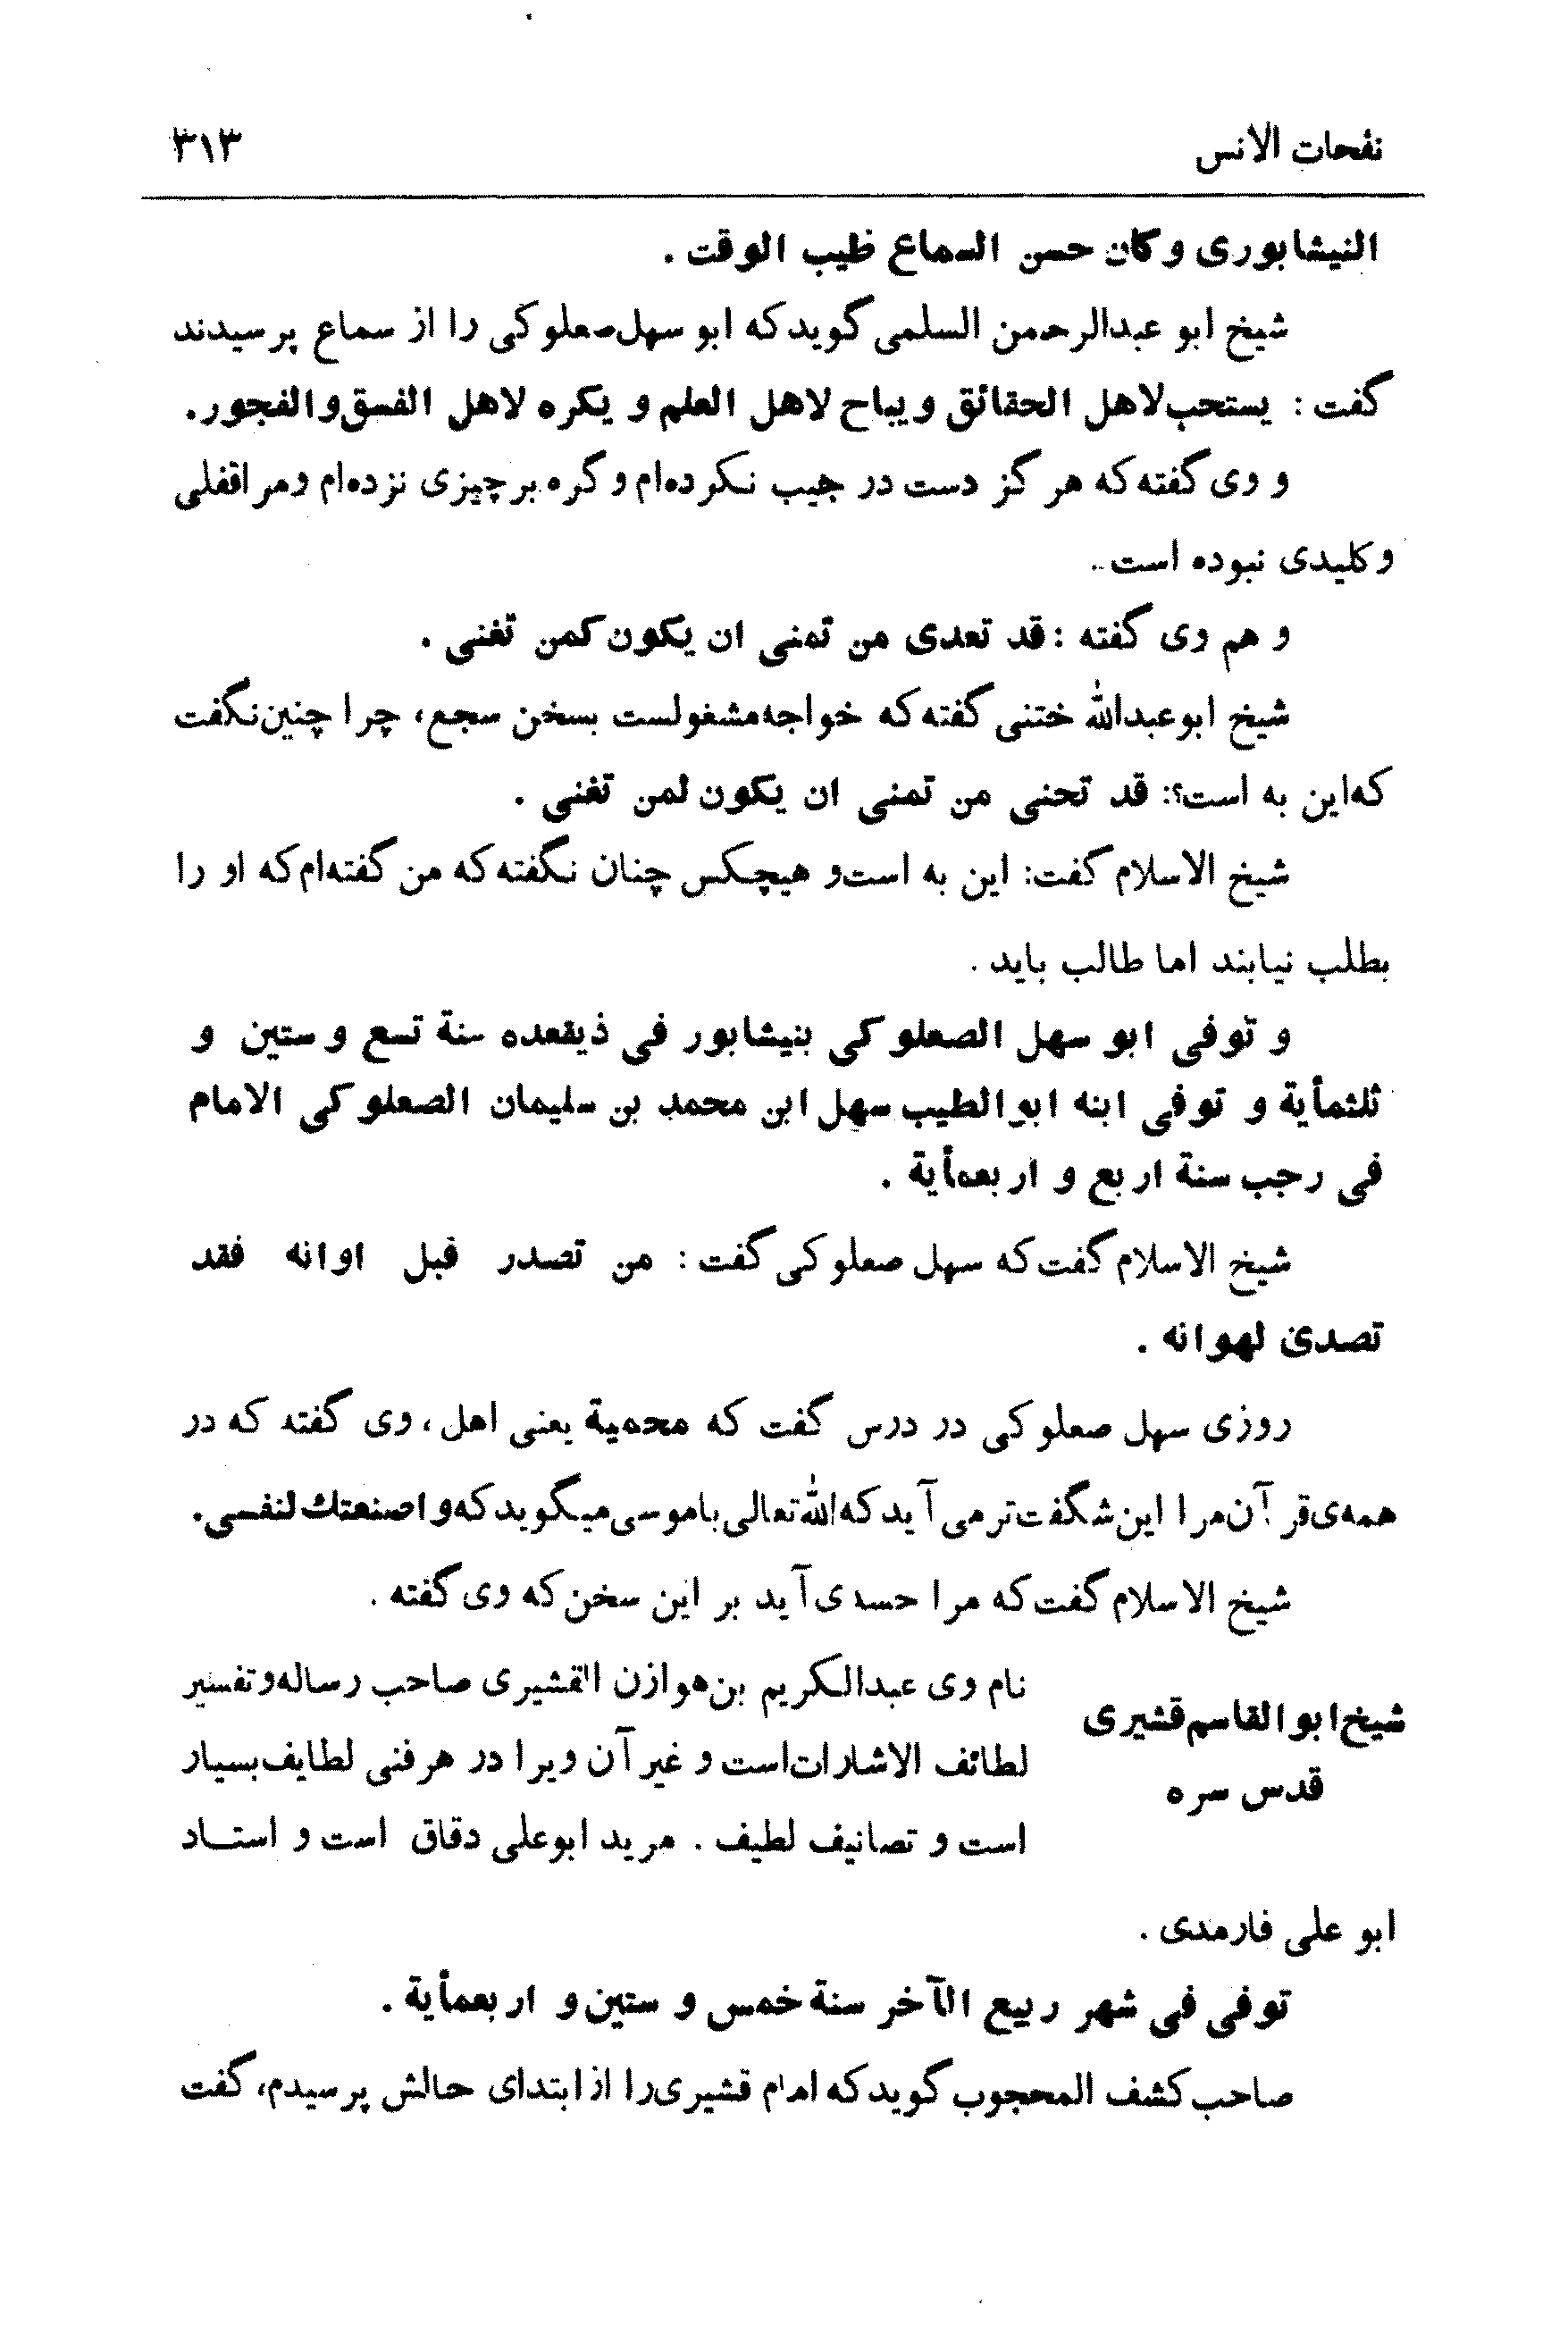 نفحات الانس
۳۱۳
النیشابوری و کان حسن السماع طیب الوقت .
شیخ ابو عبدالرحمن السلمی گوید که ابو سهل صعلوکی را از سماع پرسیدند
گفت : یستحب لاهل الحقائق و یباح لاهل العلم و یکره لاهل الفسق و الفجور .
و وی گفته که هر گز دست در جیب نکرده‌ام و گره بر چیزی نزده‌ام و مرا قفلی
و کلیدی نبوده است .
و هم وی گفته : قد تعدی من تمنی ان یکون کمن تغنی .
شیخ ابو عبدالله ختنی گفته که خواجه مشغولست بسخن سجع، چرا چنین نگفت
که این به است؟: قد تحنی من تمنی ان یکون لمن تغنی .
شیخ الاسلام گفت: این به است و هیچکس چنان نگفته که من گفته‌ام که او را
بطلب نیابند اما طالب باید .
و توفی ابو سهل الصعلوکی بنیشابور فی ذیقعده سنة تسع و ستین و
ثلثمأیة و توفی ابنه ابو الطیب سهل ابن محمد بن سلیمان الصعلوکی الامام
فی رجب سنة اربع و اربعمأیة .
شیخ الاسلام گفت که سهل صعلوکی گفت : من تصدر قبل اوانه فقد
تصدی لهوانه .
روزی سهل صعلوکی در درس گفت که محمیة یعنی اهل ، وی گفته که در
همه‌ی قرآن مرا این شگفت‌تر می آید که الله تعالی با موسی میگوید که و اصنعتك لنفسی .
شیخ الاسلام گفت که مرا حسد ی آید بر این سخن که وی گفته .
شیخ ابو القاسم قشیری
قدس سره
نام وی عبدالکریم بن هوازن القشیری صاحب رساله و تفسیر
لطائف الاشارات است و غیر آن ویرا در هر فنی لطایف بسیار
است و تصانیف لطیف . مرید ابوعلی دقاق است و استاد
ابو علی فارمدی .
توفی فی شهر ربیع الآخر سنة خمس و ستین و اربعمأیة .
صاحب کشف المحجوب گوید که امام قشیری را از ابتدای حالش پرسیدم، گفت